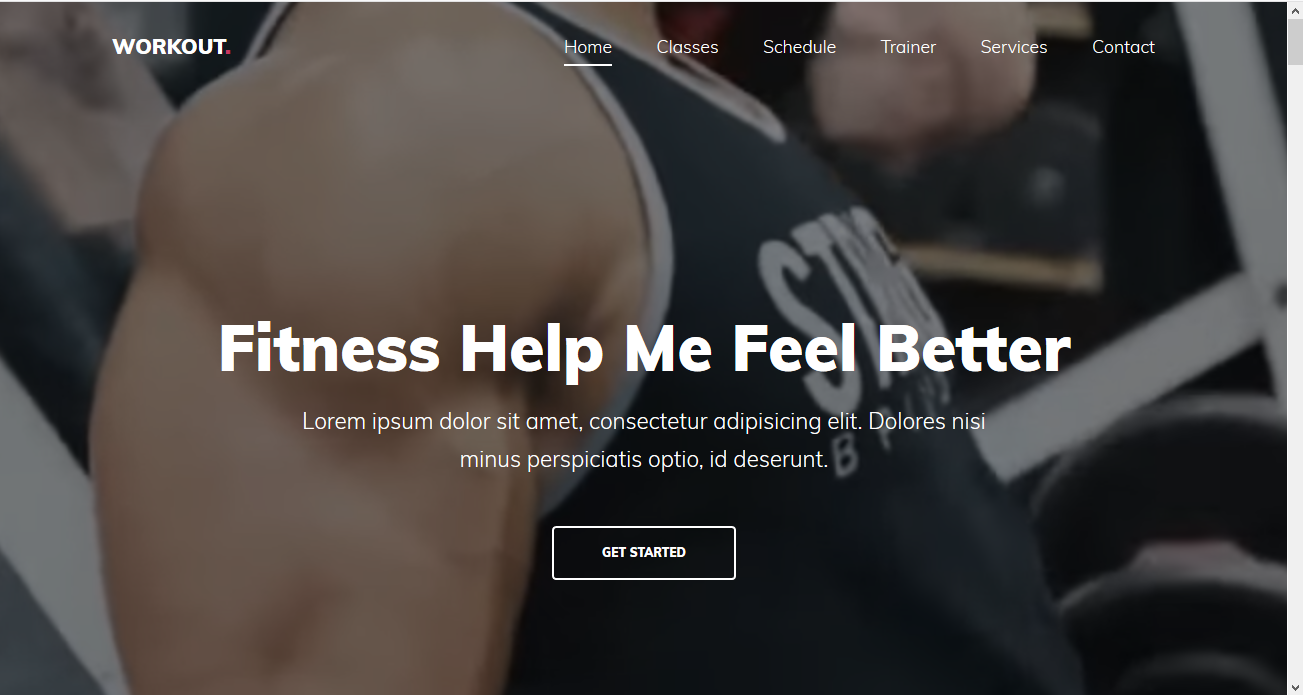 WORKOUT.
Home Classes Schedule Trainer Services Contact
Fitness Help Me Feel Better
Lorem ipsum dolor sit amet, consectetur adipisicing elit. Dolores nisi
minus perspiciatis optio, id deserunt.
GET STARTED